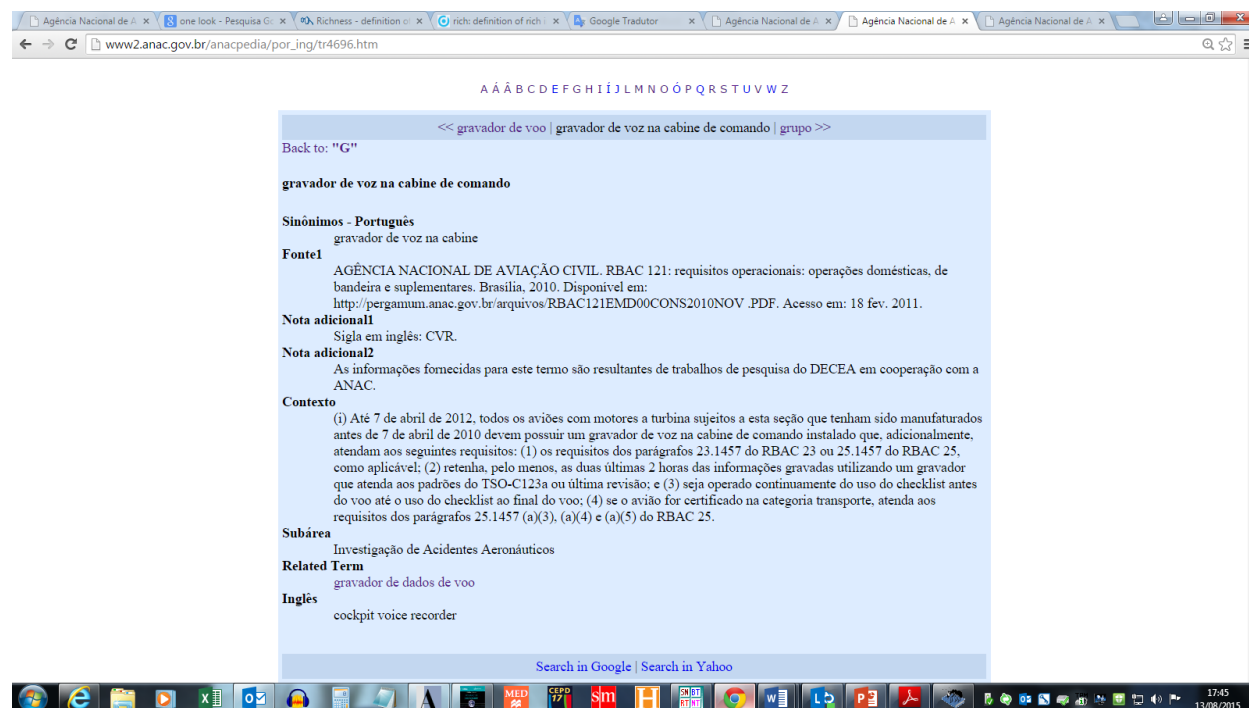 Agência Nacional de A
one look - Pesquisa Go
Richness - definition of
rich: definition of rich i
Google Tradutor
Agência Nacional de A
Agência Nacional de A
Agência Nacional de A
www2.anac.gov.br/anacpedia/por_ing/tr4696.htm
A Á Â B C D E F G H I Í J L M N O Ó P Q R S T U V W Z
<< gravador de voo | gravador de voz na cabine de comando | grupo >>
Back to: "G"
gravador de voz na cabine de comando
Sinônimos - Português
gravador de voz na cabine
Fonte1
AGÊNCIA NACIONAL DE AVIAÇÃO CIVIL. RBAC 121: requisitos operacionais: operações domésticas, de
bandeira e suplementares. Brasília, 2010. Disponivel em:
http://pergamum.anac.gov.br/arquivos/RBAC121EMD00CONS2010NOV .PDF. Acesso em: 18 fev. 2011.
Nota adicional1
Sigla em inglês: CVR.
Nota adicional2
As informações fornecidas para este termo são resultantes de trabalhos de pesquisa do DECEA em cooperação com a
ANAC.
Contexto
(i) Até 7 de abril de 2012, todos os aviões com motores a turbina sujeitos a esta seção que tenham sido manufaturados
antes de 7 de abril de 2010 devem possuir um gravador de voz na cabine de comando instalado que, adicionalmente,
atendam aos seguintes requisitos: (1) os requisitos dos parágrafos 23.1457 do RBAC 23 ou 25.1457 do RBAC 25,
como aplicável; (2) retenha, pelo menos, as duas últimas 2 horas das informações gravadas utilizando um gravador
que atenda aos padrões do TSO-C123a ou última revisão; e (3) seja operado continuamente do uso do checklist antes
do voo até o uso do checklist ao final do voo; (4) se o avião for certificado na categoria transporte, atenda aos
requisitos dos parágrafos 25.1457 (a)(3), (a)(4) e (a)(5) do RBAC 25.
Subárea
Investigação de Acidentes Aeronáuticos
Related Term
gravador de dados de voo
Inglês
cockpit voice recorder
Search in Google | Search in Yahoo
MED
CEPD
17
sm
SN BT
RT NT
17:45
13/08/2015